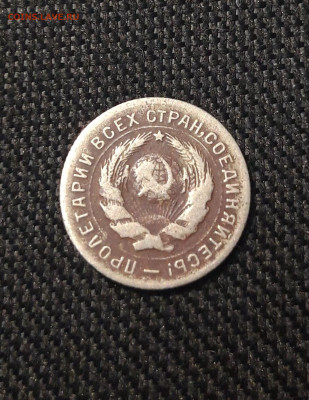 ПРОЛЕТАРИИ ВСЕХ СТРАН, СОЕДИНЯЙТЕСЬ! —